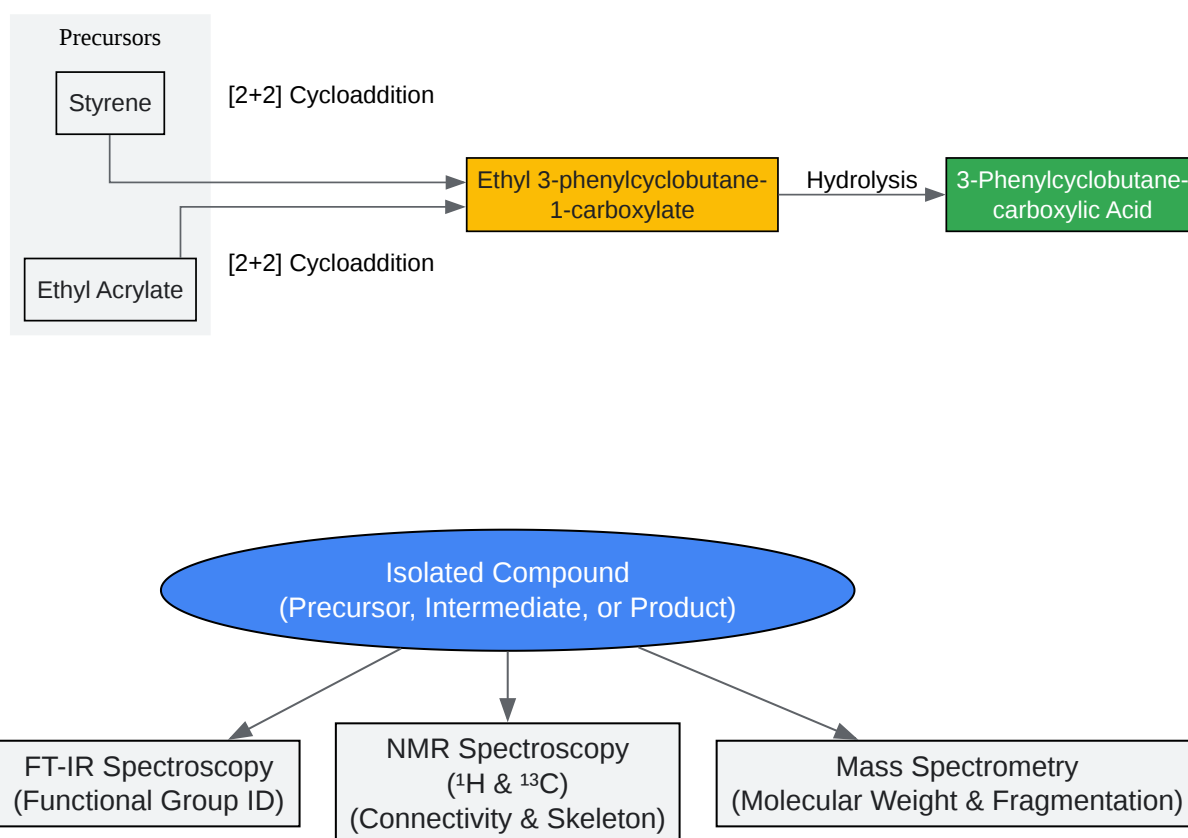 Precursors
Styrene
[2+2] Cycloaddition
Ethyl 3-phenylcyclobutane-
1-carboxylate
Hydrolysis
3-Phenylcyclobutane-
carboxylic Acid
Ethyl Acrylate
[2+2] Cycloaddition
Isolated Compound
(Precursor, Intermediate, or Product)
FT-IR Spectroscopy
(Functional Group ID)
NMR Spectroscopy
(¹H & ¹³C)
(Connectivity & Skeleton)
Mass Spectrometry
(Molecular Weight & Fragmentation)